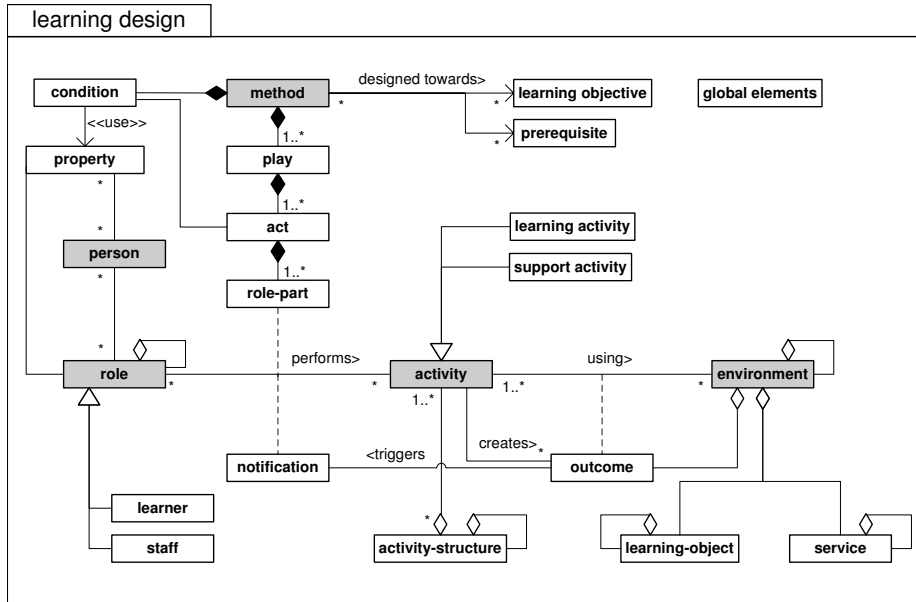 learning design
condition
method
designed towards>
learning objective
global elements
*
*
<<use>>
1..*
prerequisite
*
property
play
*
1..*
act
learning activity
*
person
1..*
support activity
*
role-part
*
performs>
using>
role
activity
environment
*
*
1..*
*
1..*
notification
<triggers
creates>
*
outcome
learner
*
staff
activity-structure
learning-object
service